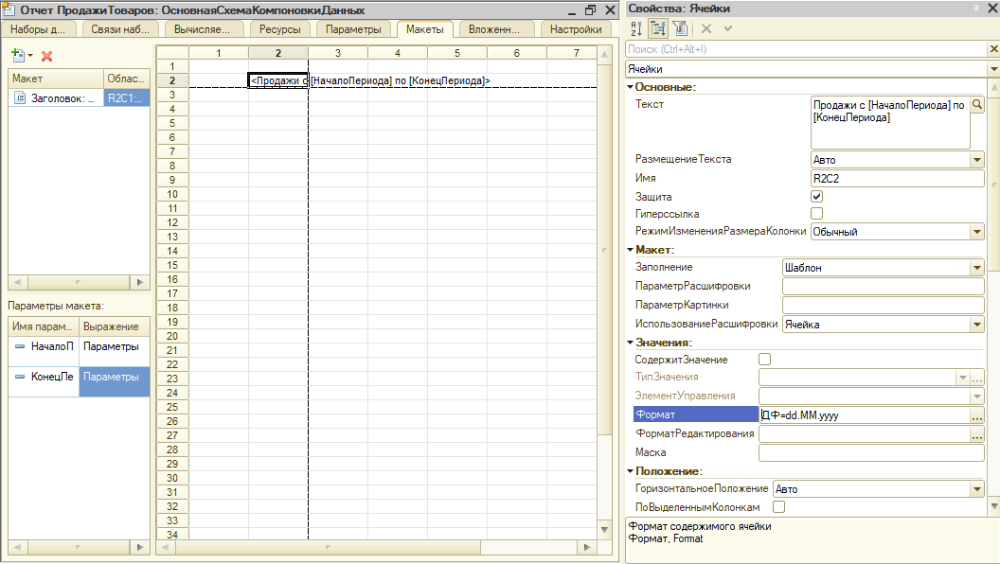 Отчет ПродажиТоваров: ОсновнаяСхемаКомпоновкиДанных
Наборы д... Связи наб... Вычисляе... Ресурсы Параметры Макеты Вложенн... Настройки
Макет Облас...
Заголовок: ... R2C1:...
Параметры макета:
Имя парам... Выражение
НачалоП Параметры
КонецПе Параметры
1 2 3 4 5 6 7
1
2 <Продажи с [НачалоПериода] по [КонецПериода]>
3
4
5
6
7
8
9
10
11
12
13
14
15
16
17
18
19
20
21
22
23
24
25
26
27
28
29
30
31
32
33
34
Свойства: Ячейки
Поиск (Ctrl+Alt+I)
Ячейки
Основные:
Текст Продажи с [НачалоПериода] по
[КонецПериода]
РазмещениеТекста Авто
Имя R2C2
Защита
Гиперссылка
РежимИзмененияРазмераКолонки Обычный
Макет:
Заполнение Шаблон
ПараметрРасшифровки
ПараметрКартинки
ИспользованиеРасшифровки Ячейка
Значения:
СодержитЗначение
ТипЗначения ...
ЭлементУправления
Формат ДФ=dd.MM.yyyy ...
ФорматРедактирования ...
Маска
Положение:
ГоризонтальноеПоложение Авто
ПоВыделеннымКолонкам
Формат содержимого ячейки
Формат, Format